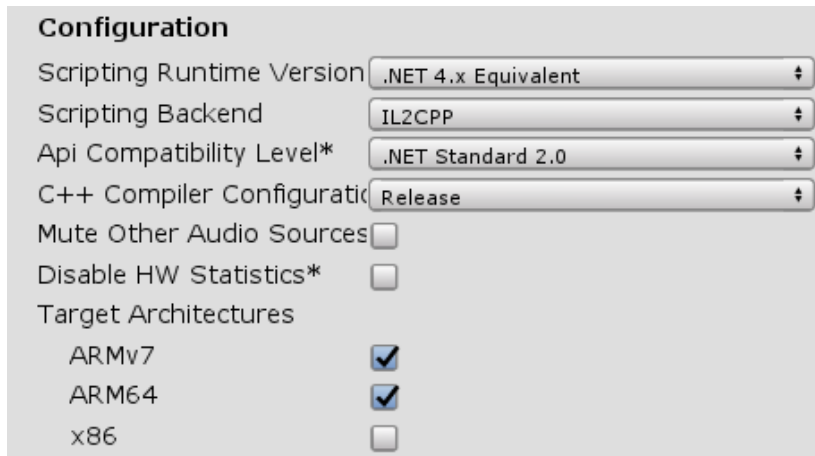 Configuration
Scripting Runtime Version .NET 4.x Equivalent
Scripting Backend IL2CPP
Api Compatibility Level* .NET Standard 2.0
C++ Compiler Configuratio Release
Mute Other Audio Sources
Disable HW Statistics*
Target Architectures
ARMv7
ARM64
x86